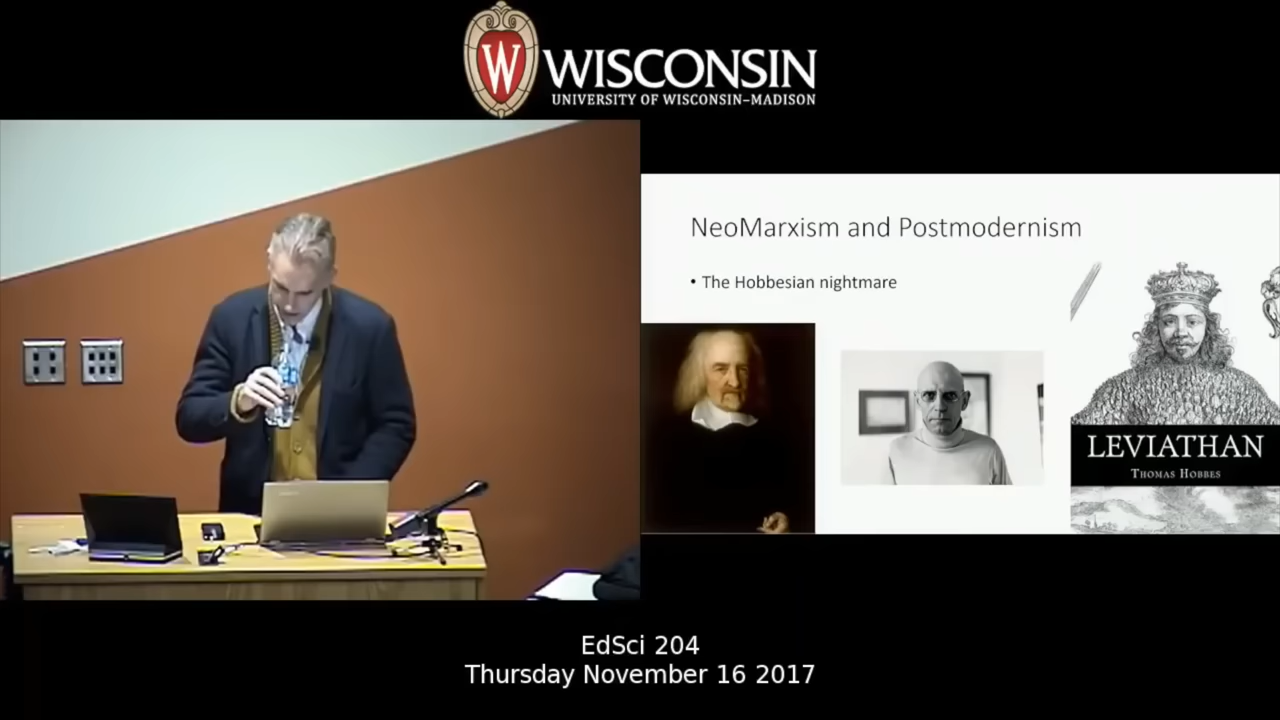 W
WISCONSIN
UNIVERSITY OF WISCONSIN–MADISON
NeoMarxism and Postmodernism
• The Hobbesian nightmare
LEVIATHAN
THOMAS HOBBES
EdSci 204
Thursday November 16 2017